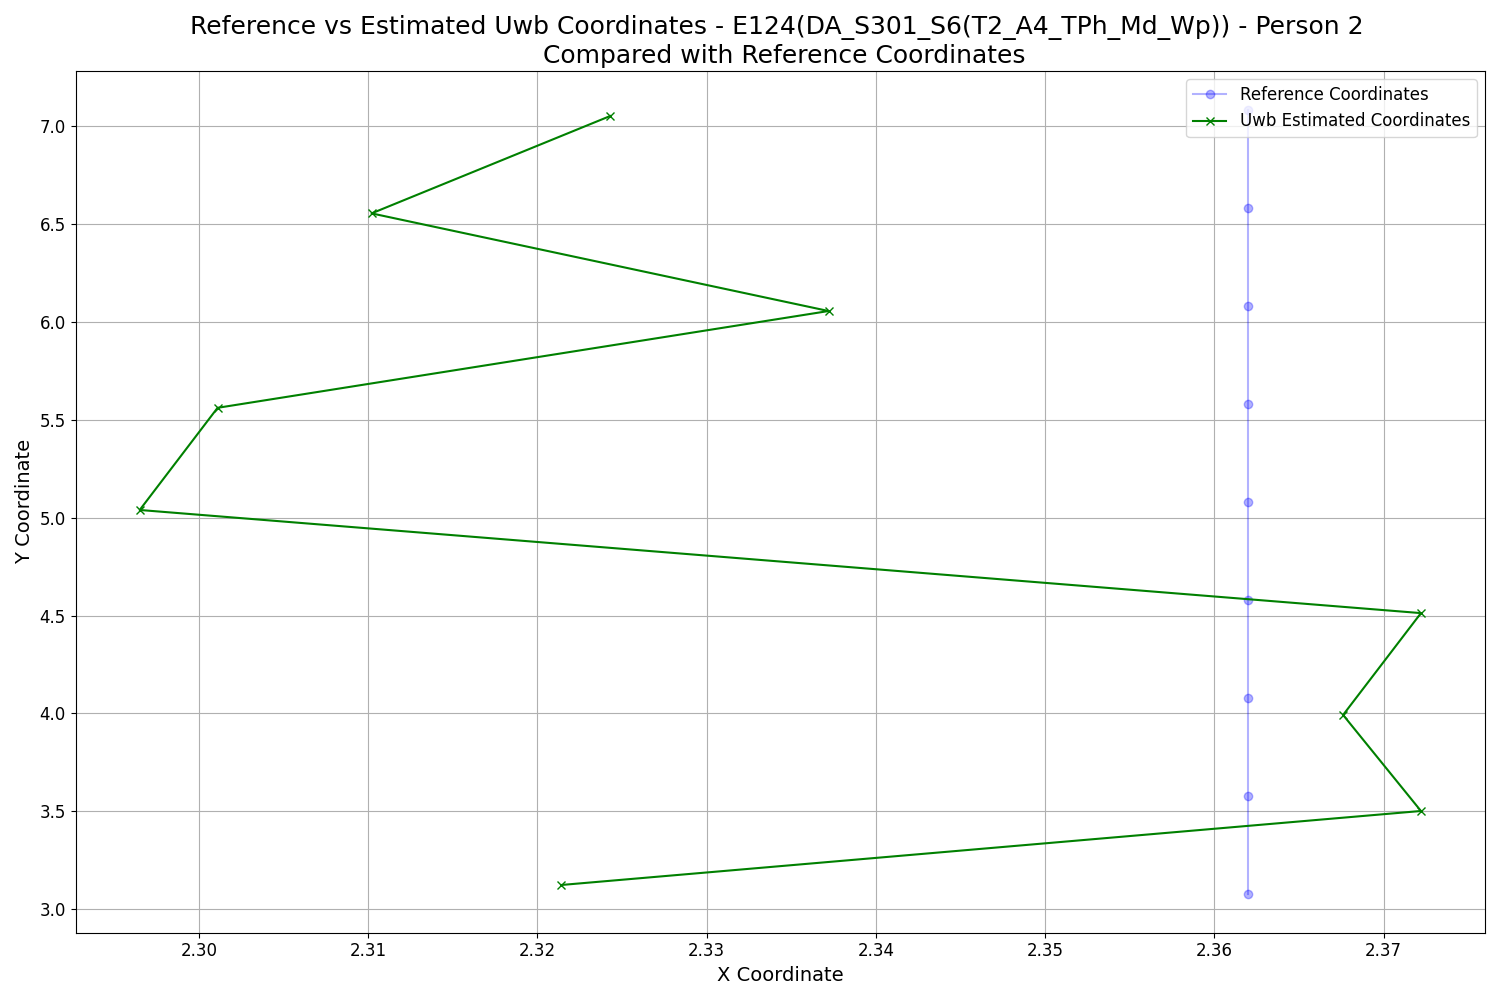 Reference vs Estimated Uwb Coordinates - E124(DA_S301_S6(T2_A4_TPh_Md_Wp)) - Person 2
Compared with Reference Coordinates
Reference Coordinates
Uwb Estimated Coordinates
7.0
6.5
6.0
5.5
5.0
4.5
4.0
3.5
3.0
Y Coordinate
2.30 2.31 2.32 2.33 2.34 2.35 2.36 2.37
X Coordinate